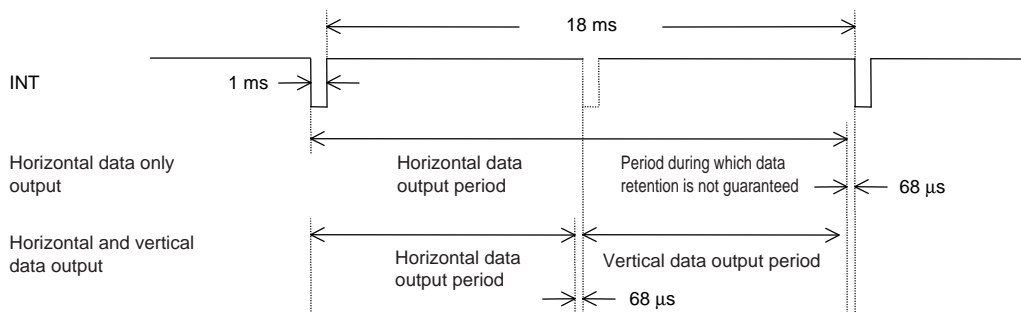 18 ms
INT
1 ms
Horizontal data only
output
Horizontal data
output period
Period during which data
retention is not guaranteed
68 μs
Horizontal and vertical
data output
Horizontal data
output period
Vertical data output period
68 μs